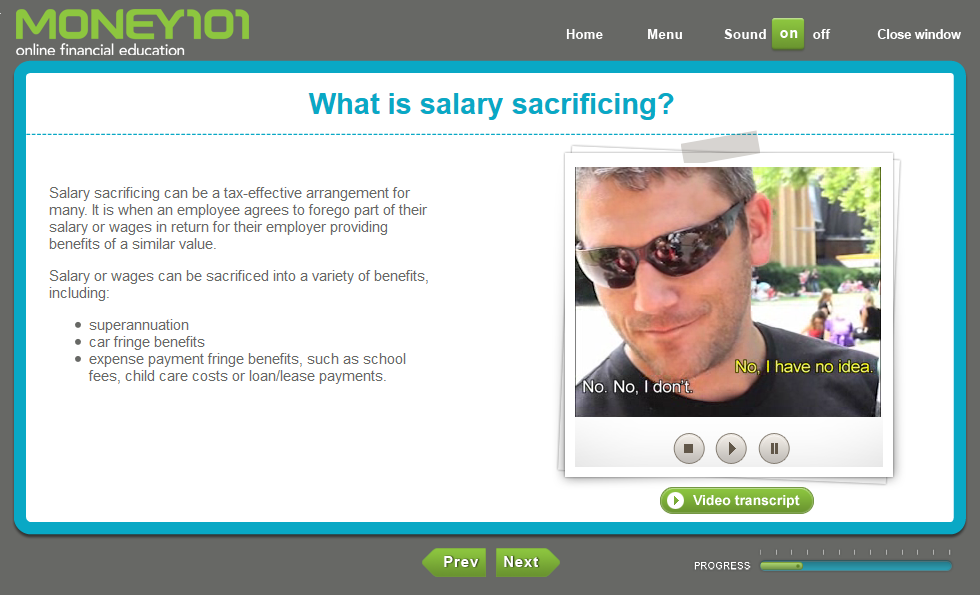 MONEY101
online financial education
Home Menu Sound on off Close window
What is salary sacrificing?
Salary sacrificing can be a tax-effective arrangement for
many. It is when an employee agrees to forego part of their
salary or wages in return for their employer providing
benefits of a similar value.
Salary or wages can be sacrificed into a variety of benefits,
including:
superannuation
car fringe benefits
expense payment fringe benefits, such as school
fees, child care costs or loan/lease payments.
No, I have no idea.
No. No, I don't.
Video transcript
Prev Next
PROGRESS